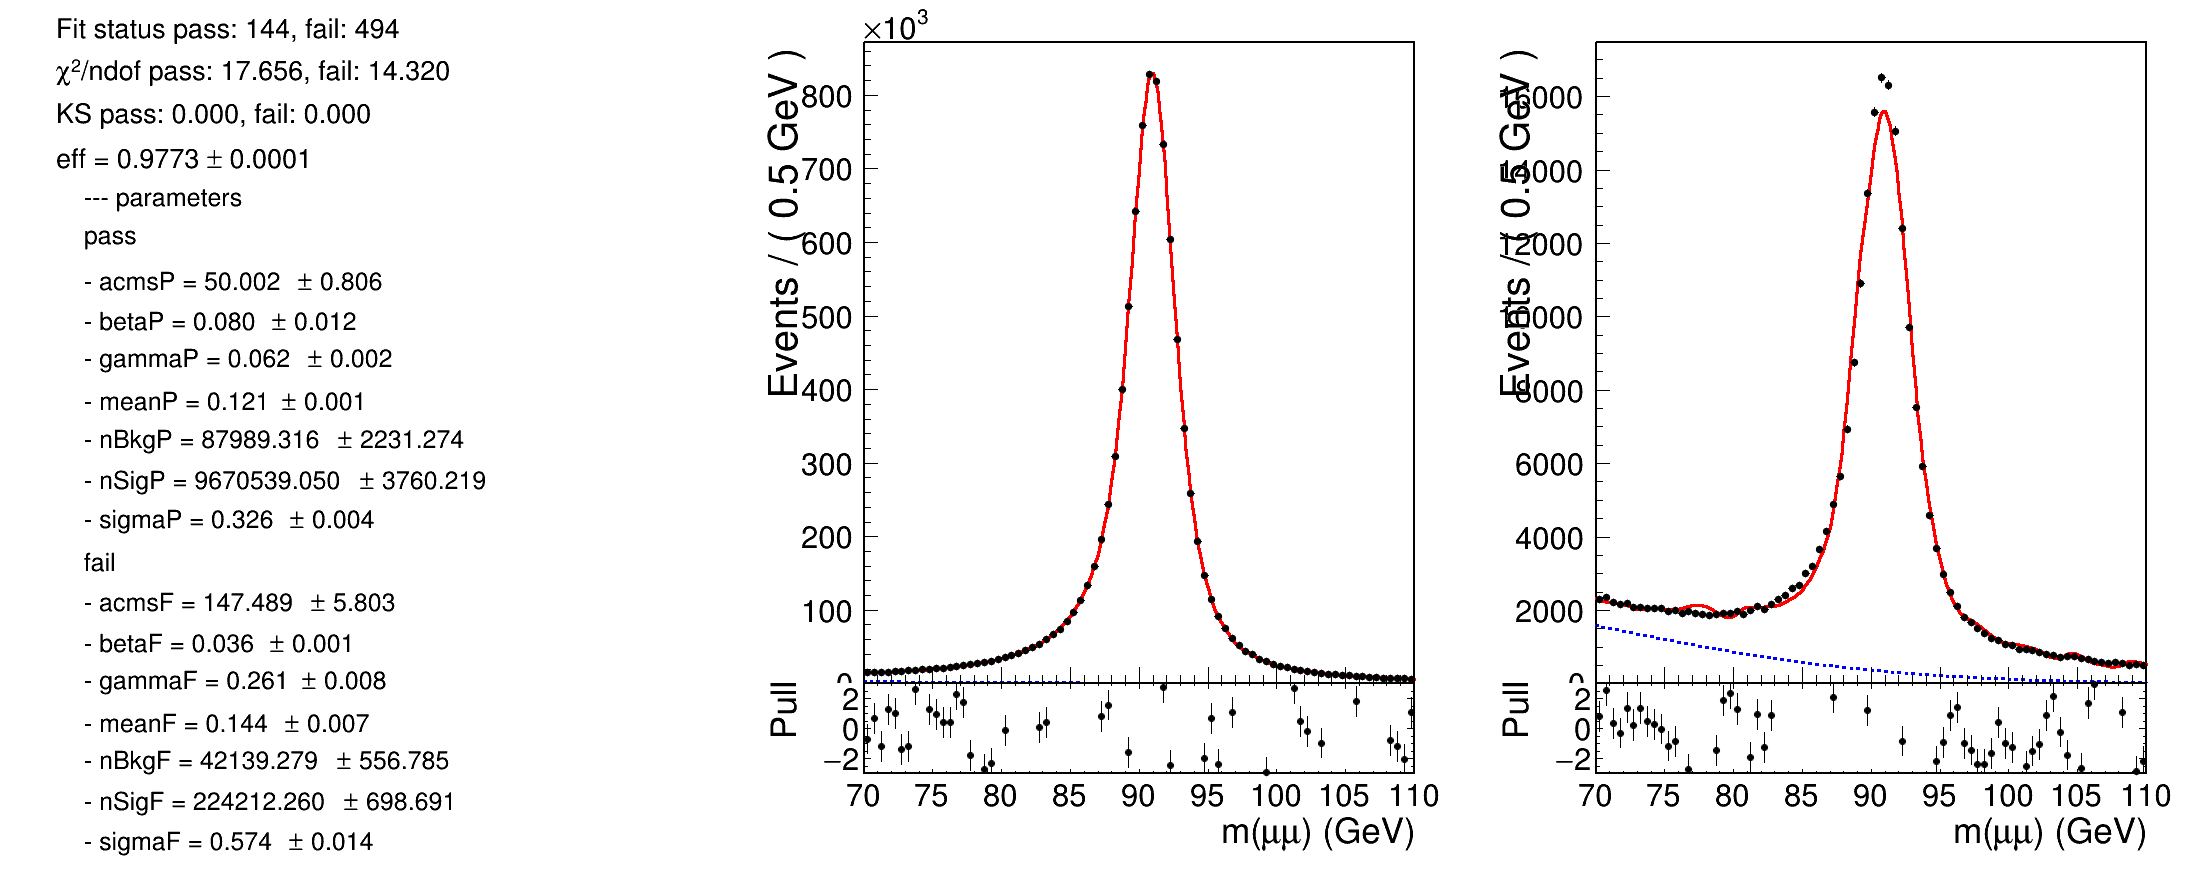 Fit status pass: 144, fail: 494
χ²/ndof pass: 17.656, fail: 14.320
KS pass: 0.000, fail: 0.000
eff = 0.9773 ± 0.0001
--- parameters
pass
- acmsP = 50.002 ± 0.806
- betaP = 0.080 ± 0.012
- gammaP = 0.062 ± 0.002
- meanP = 0.121 ± 0.001
- nBkgP = 87989.316 ± 2231.274
- nSigP = 9670539.050 ± 3760.219
- sigmaP = 0.326 ± 0.004
fail
- acmsF = 147.489 ± 5.803
- betaF = 0.036 ± 0.001
- gammaF = 0.261 ± 0.008
- meanF = 0.144 ± 0.007
- nBkgF = 42139.279 ± 556.785
- nSigF = 224212.260 ± 698.691
- sigmaF = 0.574 ± 0.014
×10³
Events / ( 0.5 GeV )
800
700
600
500
400
300
200
100
0
Pull
2
0
−2
70 75 80 85 90 95 100 105 110
m(μμ) (GeV)
Events / ( 0.5 GeV )
16000
14000
12000
10000
8000
6000
4000
2000
0
Pull
2
0
−2
70 75 80 85 90 95 100 105 110
m(μμ) (GeV)